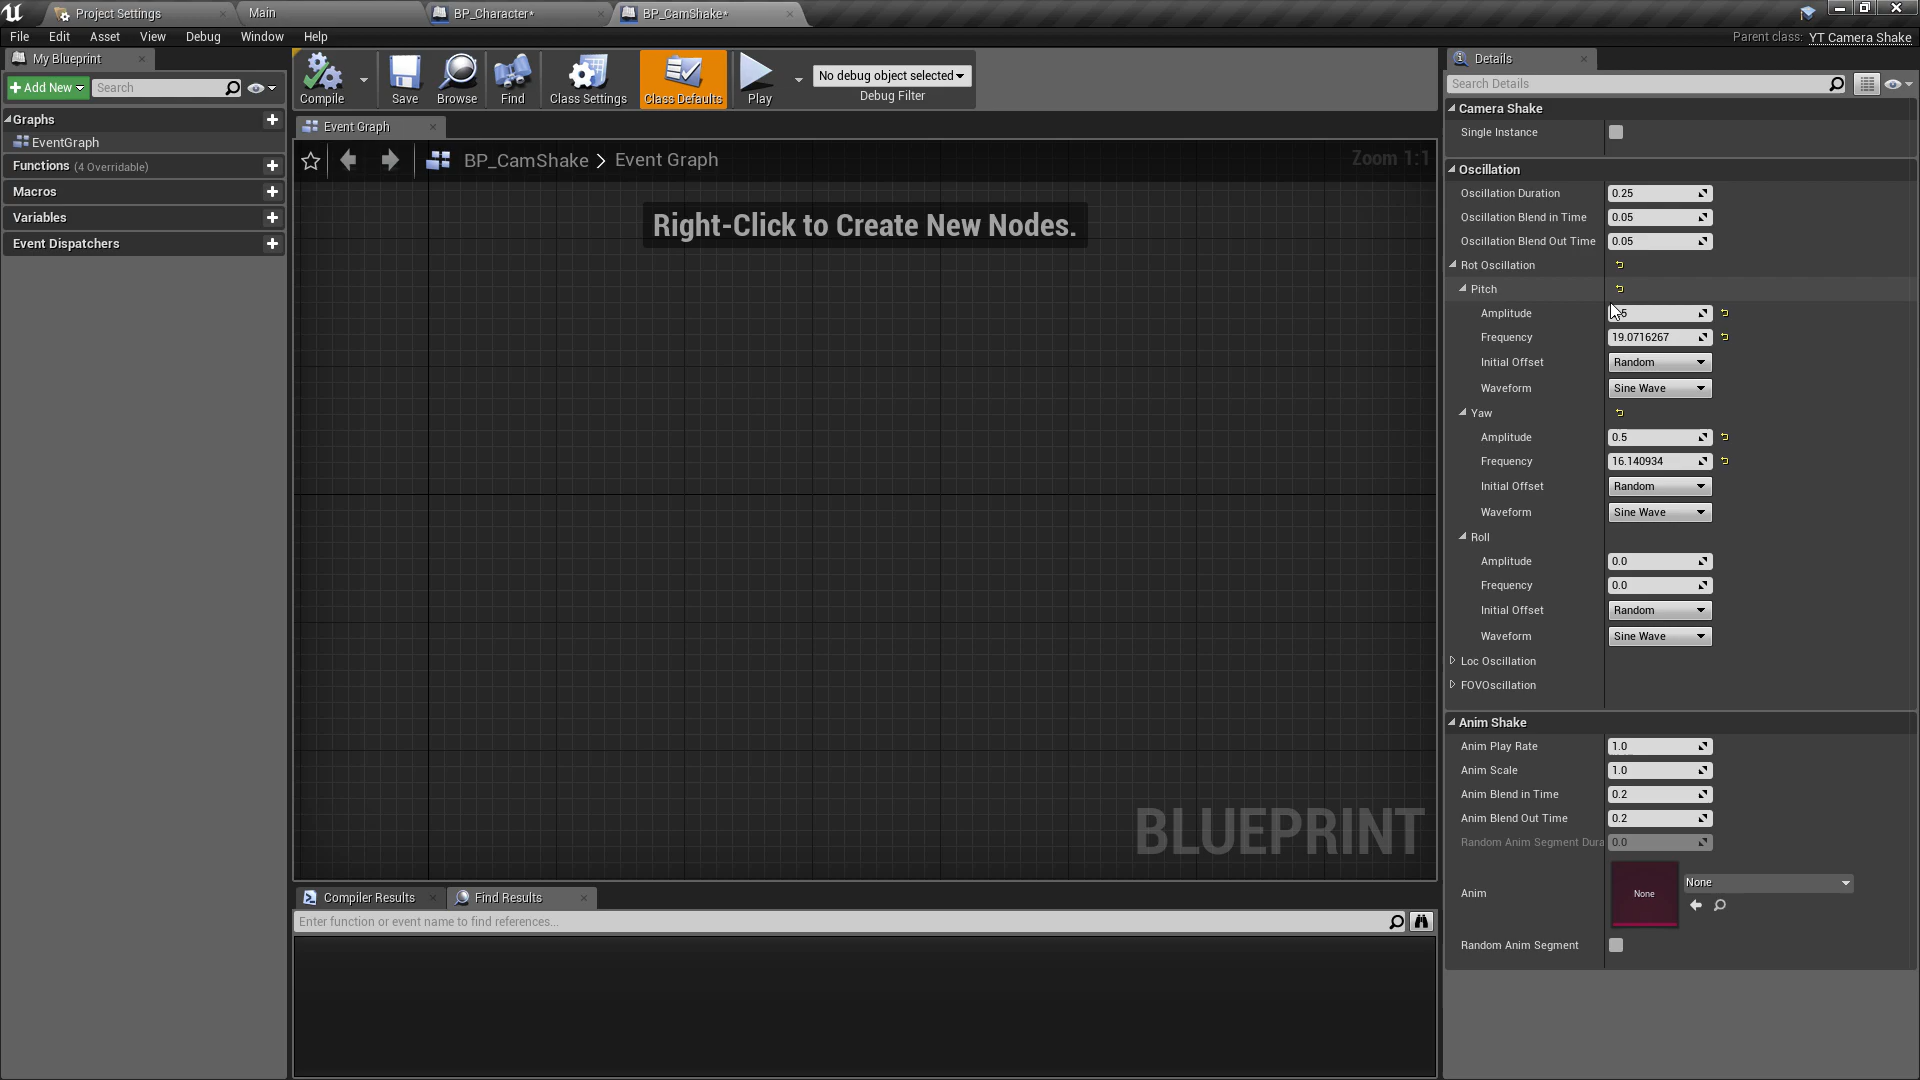 Project Settings
Main
BP_Character*
BP_CamShake*
File Edit Asset View Debug Window Help
Parent class: YT Camera Shake
My Blueprint
Add New
Search
Graphs
EventGraph
Functions (4 Overridable)
Macros
Variables
Event Dispatchers
Compile
Save
Browse
Find
Class Settings
Class Defaults
Play
No debug object selected
Debug Filter
Event Graph
BP_CamShake > Event Graph
Zoom 1:1
Right-Click to Create New Nodes.
BLUEPRINT
Compiler Results
Find Results
Enter function or event name to find references...
Details
Search Details
Camera Shake
Single Instance
Oscillation
Oscillation Duration 0.25
Oscillation Blend in Time 0.05
Oscillation Blend Out Time 0.05
Rot Oscillation
Pitch
Amplitude
Frequency 19.0716267
Initial Offset Random
Waveform Sine Wave
Yaw
Amplitude 0.5
Frequency 16.140934
Initial Offset Random
Waveform Sine Wave
Roll
Amplitude 0.0
Frequency 0.0
Initial Offset Random
Waveform Sine Wave
Loc Oscillation
FOVOscillation
Anim Shake
Anim Play Rate 1.0
Anim Scale 1.0
Anim Blend in Time 0.2
Anim Blend Out Time 0.2
Random Anim Segment Dura 0.0
Anim
None
None
Random Anim Segment